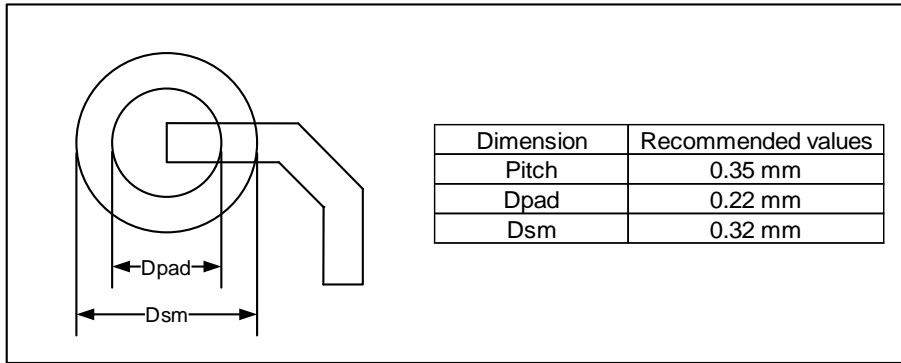 Dpad
Dsm
Dimension Recommended values
Pitch 0.35 mm
Dpad 0.22 mm
Dsm 0.32 mm